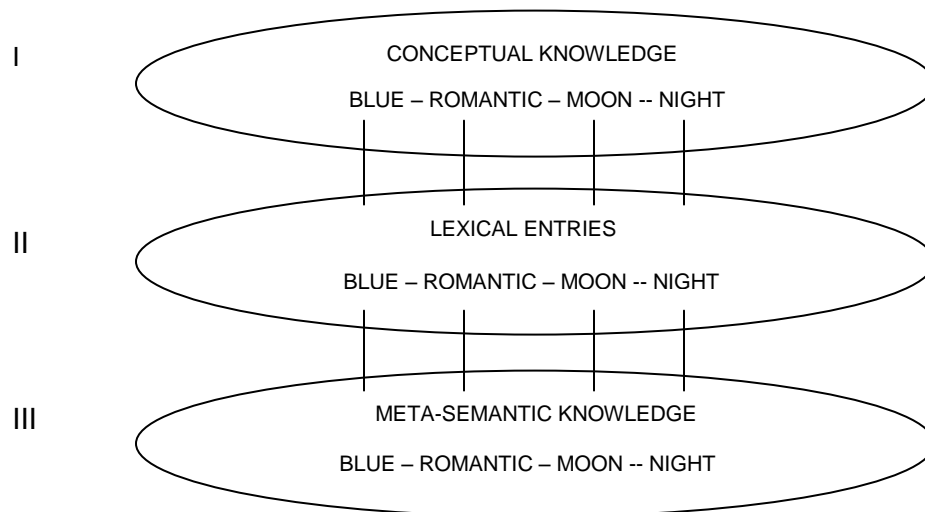 I
CONCEPTUAL KNOWLEDGE
BLUE – ROMANTIC – MOON -- NIGHT
II
LEXICAL ENTRIES
BLUE – ROMANTIC – MOON -- NIGHT
III
META-SEMANTIC KNOWLEDGE
BLUE – ROMANTIC – MOON -- NIGHT